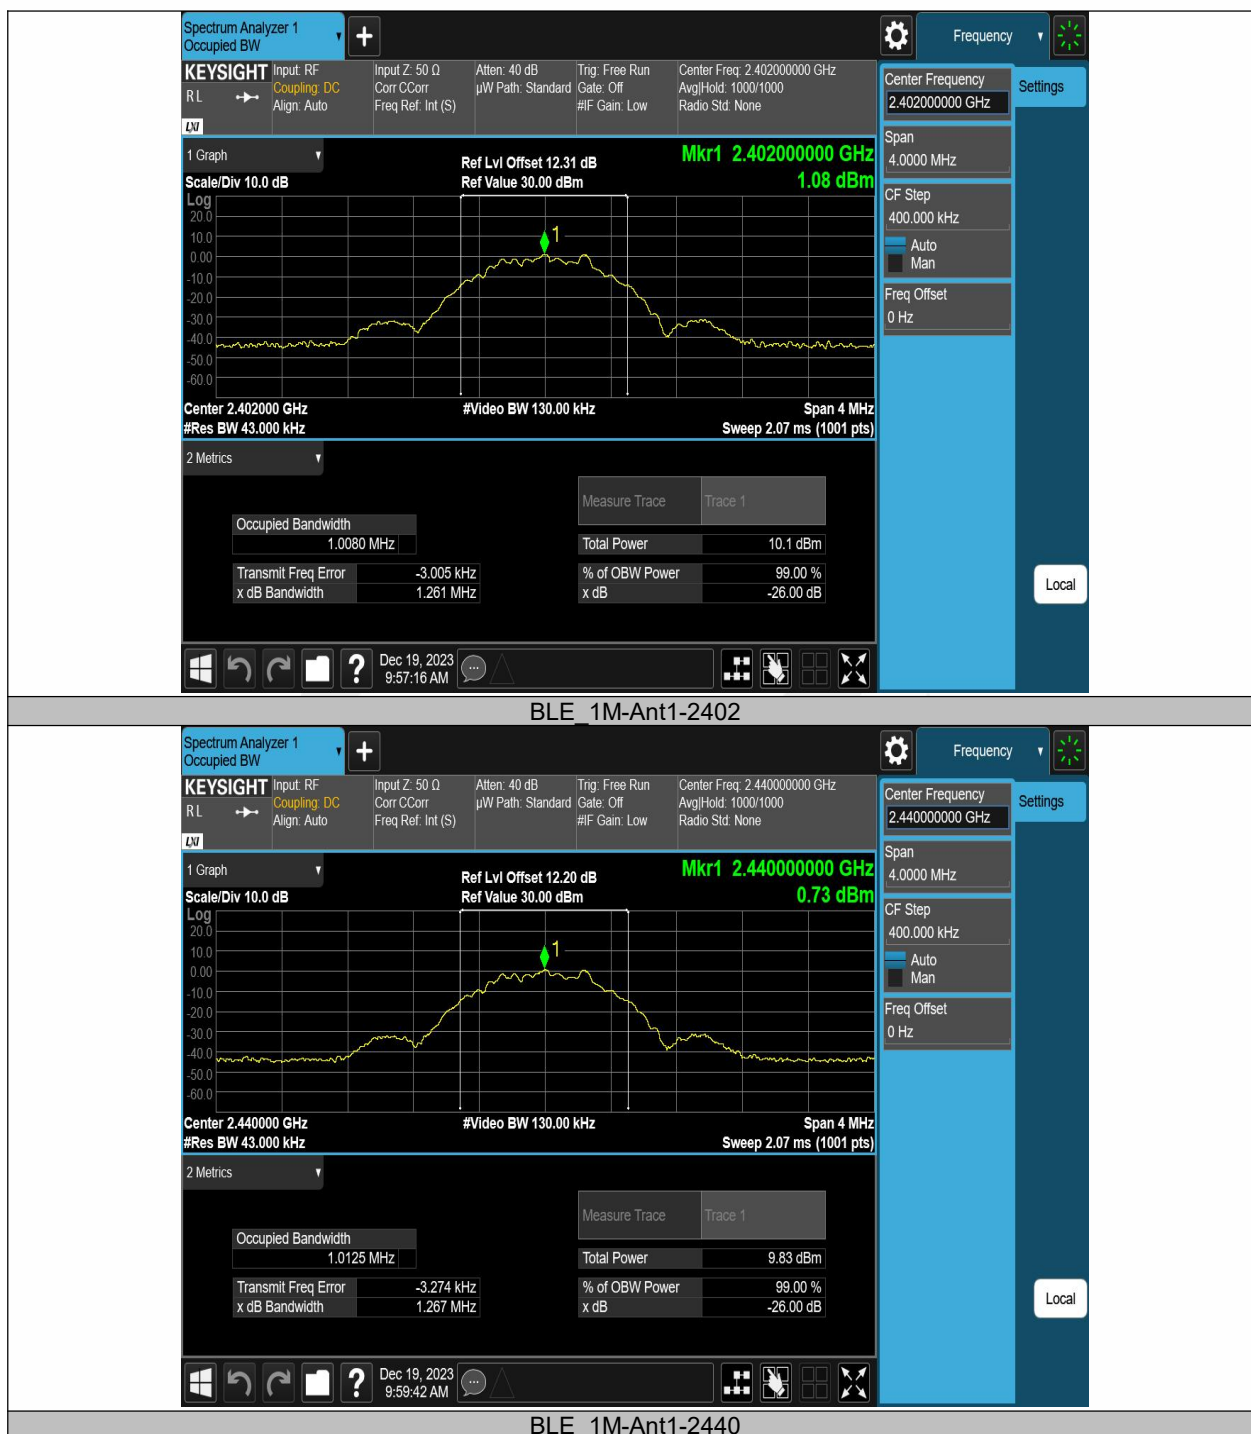 Spectrum Analyzer 1
Occupied BW
+
Frequency
KEYSIGHT
RL
LXI
Input: RF
Coupling: DC
Align: Auto
Input Z: 50 Ω
Corr CCorr
Freq Ref: Int (S)
Atten: 40 dB
µW Path: Standard
Trig: Free Run
Gate: Off
#IF Gain: Low
Center Freq: 2.402000000 GHz
Avg|Hold: 1000/1000
Radio Std: None
Center Frequency
2.402000000 GHz
Settings
Span
4.0000 MHz
CF Step
400.000 kHz
Auto
Man
Freq Offset
0 Hz
Local
1 Graph
Scale/Div 10.0 dB
Ref Lvl Offset 12.31 dB
Ref Value 30.00 dBm
Mkr1 2.402000000 GHz
1.08 dBm
Log
20.0
10.0
0.00
-10.0
-20.0
-30.0
-40.0
-50.0
-60.0
1
Center 2.402000 GHz
#Video BW 130.00 kHz
Span 4 MHz
#Res BW 43.000 kHz
Sweep 2.07 ms (1001 pts)
2 Metrics
Measure Trace Trace 1
Occupied Bandwidth
1.0080 MHz
Total Power 10.1 dBm
Transmit Freq Error -3.005 kHz
% of OBW Power 99.00 %
x dB Bandwidth 1.261 MHz
x dB -26.00 dB
?
Dec 19, 2023
9:57:16 AM
BLE_1M-Ant1-2402
Spectrum Analyzer 1
Occupied BW
+
Frequency
KEYSIGHT
RL
LXI
Input: RF
Coupling: DC
Align: Auto
Input Z: 50 Ω
Corr CCorr
Freq Ref: Int (S)
Atten: 40 dB
µW Path: Standard
Trig: Free Run
Gate: Off
#IF Gain: Low
Center Freq: 2.440000000 GHz
Avg|Hold: 1000/1000
Radio Std: None
Center Frequency
2.440000000 GHz
Settings
Span
4.0000 MHz
CF Step
400.000 kHz
Auto
Man
Freq Offset
0 Hz
Local
1 Graph
Scale/Div 10.0 dB
Ref Lvl Offset 12.20 dB
Ref Value 30.00 dBm
Mkr1 2.440000000 GHz
0.73 dBm
Log
20.0
10.0
0.00
-10.0
-20.0
-30.0
-40.0
-50.0
-60.0
1
Center 2.440000 GHz
#Video BW 130.00 kHz
Span 4 MHz
#Res BW 43.000 kHz
Sweep 2.07 ms (1001 pts)
2 Metrics
Measure Trace Trace 1
Occupied Bandwidth
1.0125 MHz
Total Power 9.83 dBm
Transmit Freq Error -3.274 kHz
% of OBW Power 99.00 %
x dB Bandwidth 1.267 MHz
x dB -26.00 dB
?
Dec 19, 2023
9:59:42 AM
BLE_1M-Ant1-2440